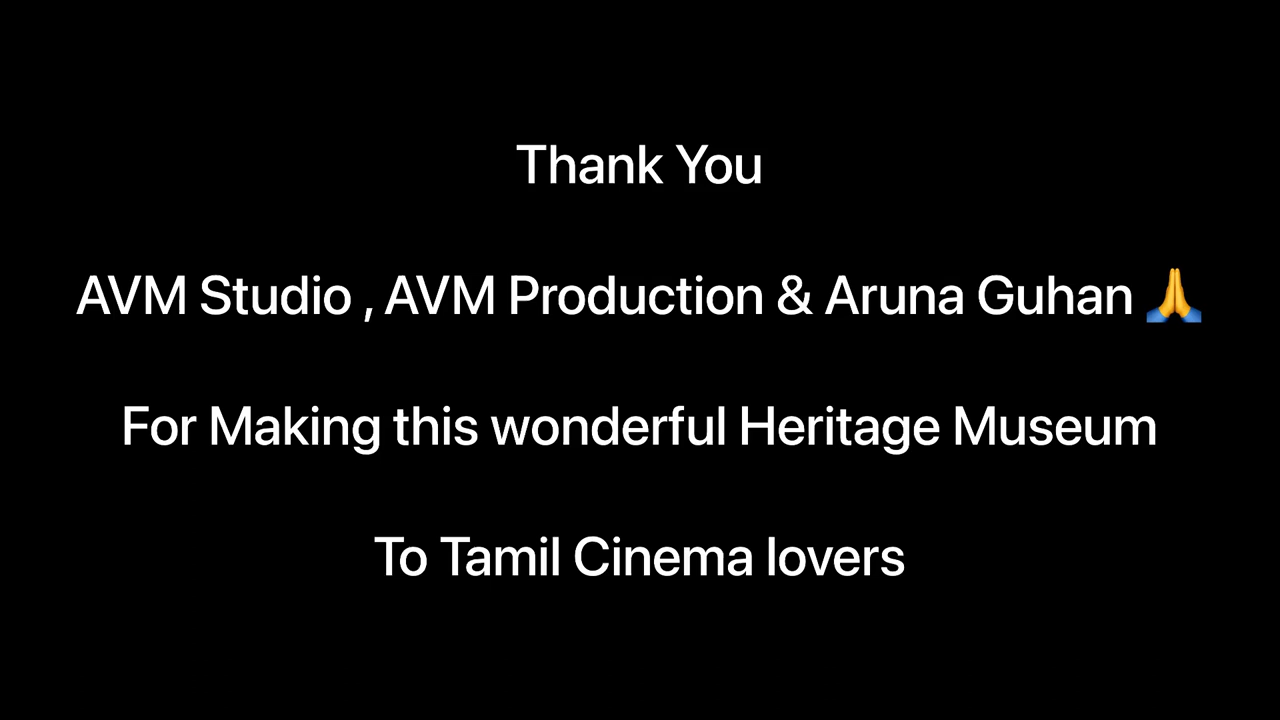 Thank You
AVM Studio , AVM Production & Aruna Guhan 🙏
For Making this wonderful Heritage Museum
To Tamil Cinema lovers